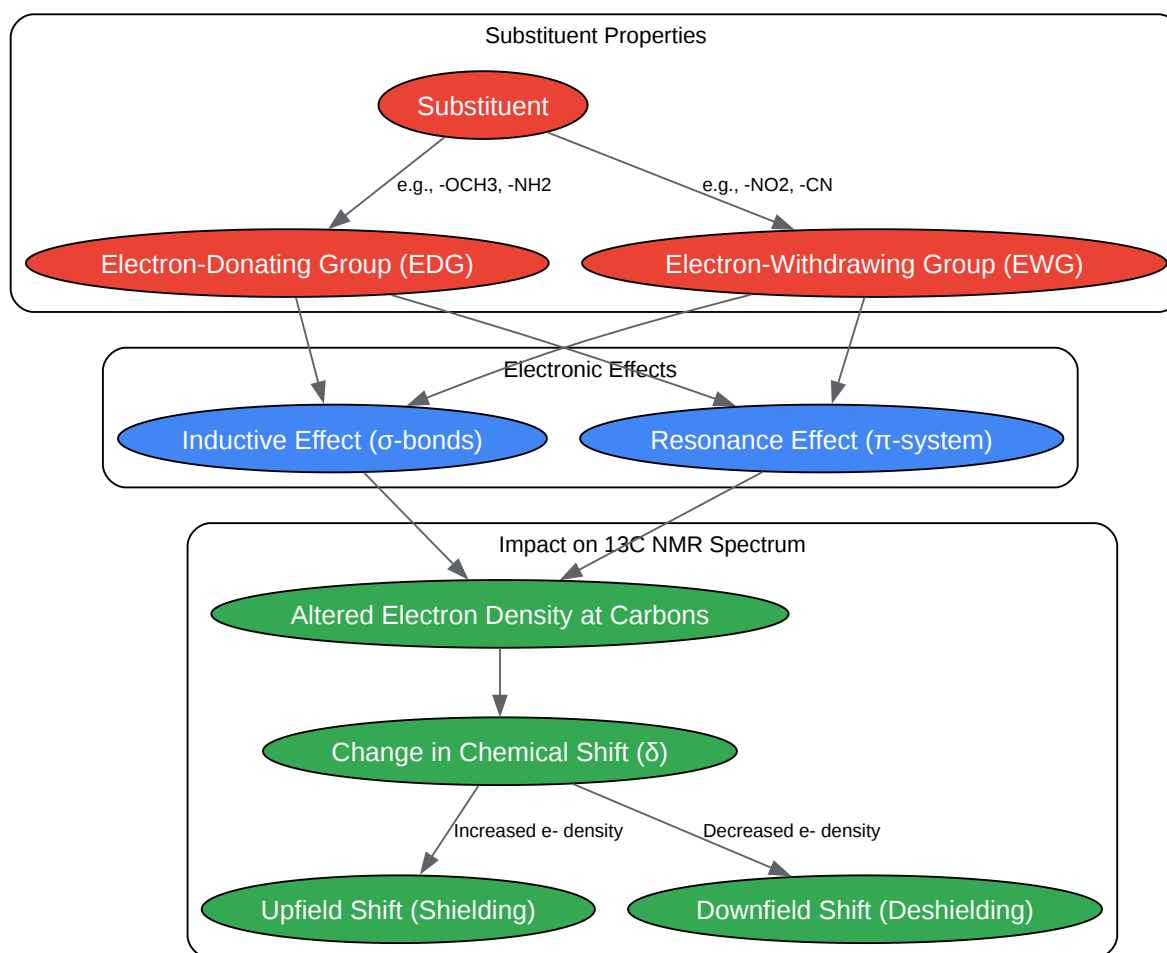 Substituent Properties
Substituent
e.g., -OCH3, -NH2
e.g., -NO2, -CN
Electron-Donating Group (EDG)
Electron-Withdrawing Group (EWG)
Electronic Effects
Inductive Effect (σ-bonds)
Resonance Effect (π-system)
Impact on 13C NMR Spectrum
Altered Electron Density at Carbons
Change in Chemical Shift (δ)
Increased e- density
Decreased e- density
Upfield Shift (Shielding)
Downfield Shift (Deshielding)